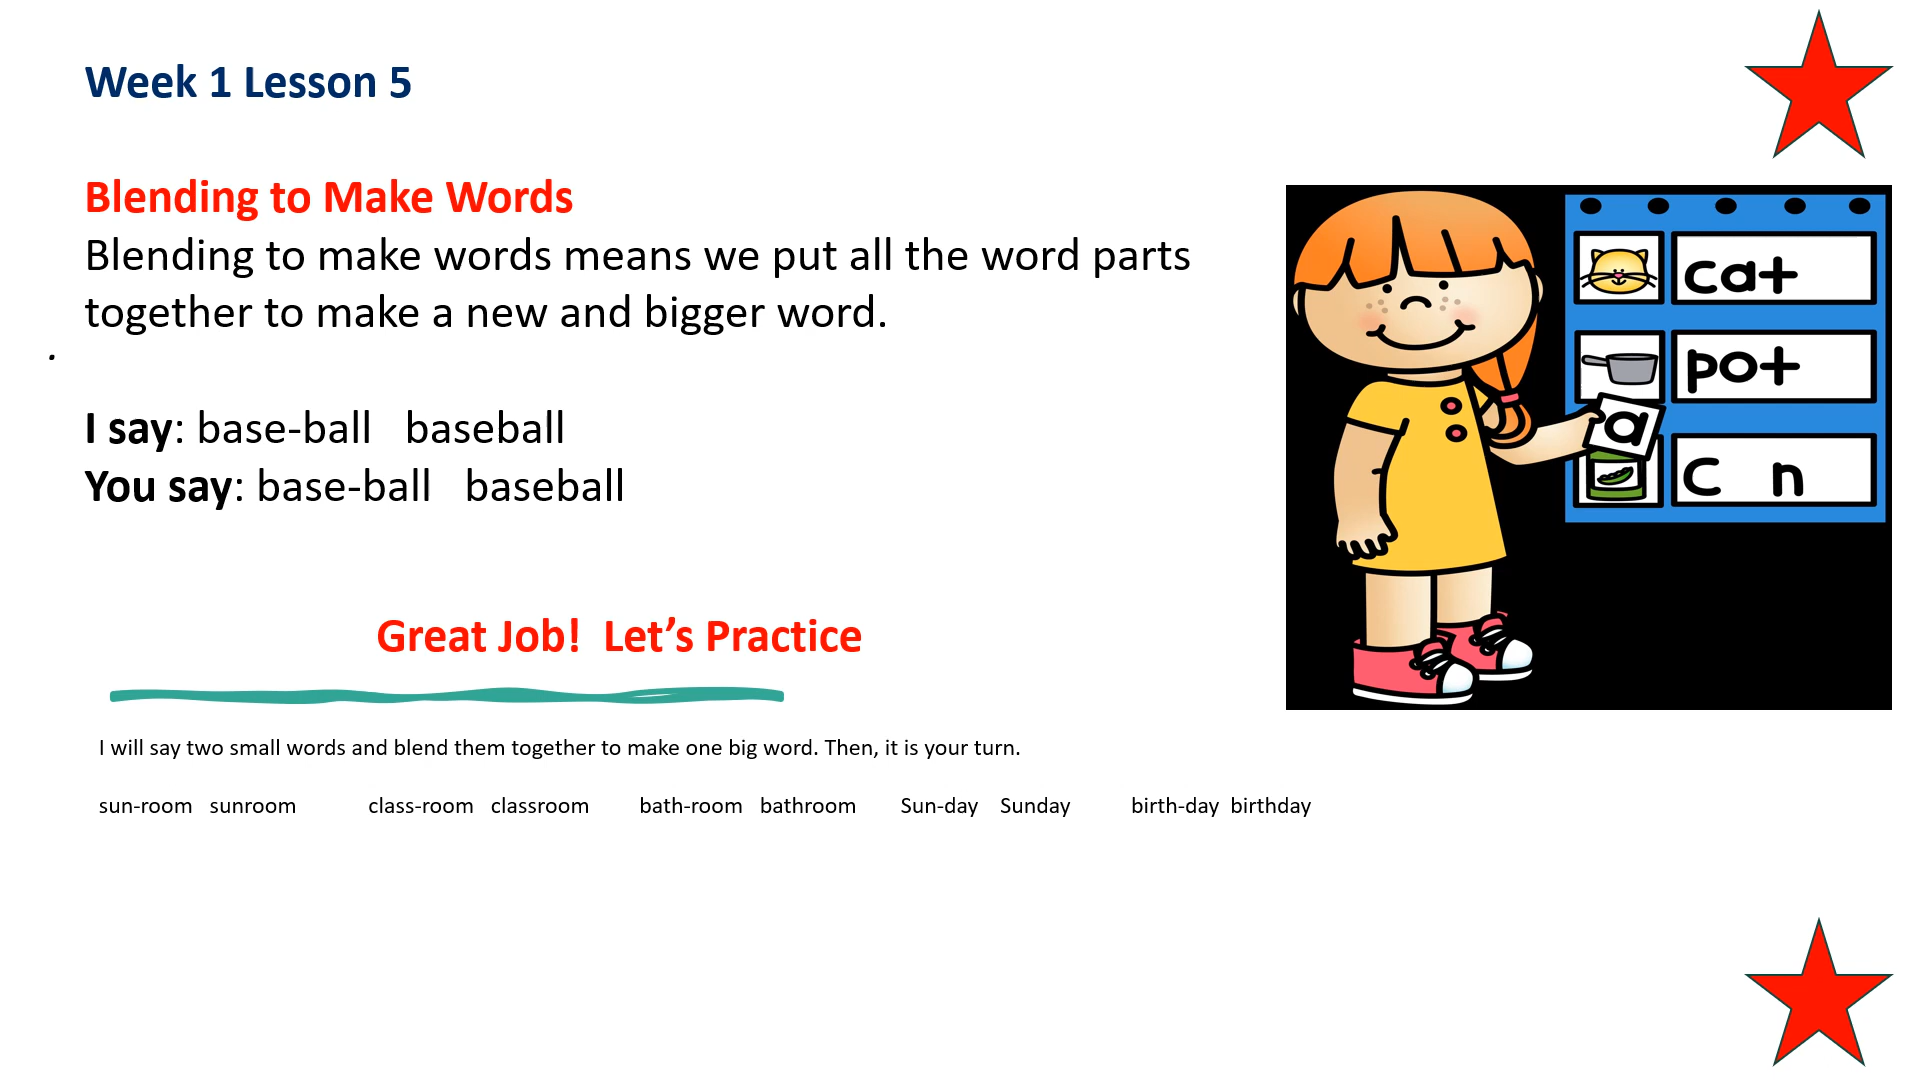 Week 1 Lesson 5
Blending to Make Words
Blending to make words means we put all the word parts
together to make a new and bigger word.
.
I say: base-ball baseball
You say: base-ball baseball
Great Job! Let’s Practice
I will say two small words and blend them together to make one big word. Then, it is your turn.
sun-room sunroom class-room classroom bath-room bathroom Sun-day Sunday birth-day birthday
cat
pot
a
c n